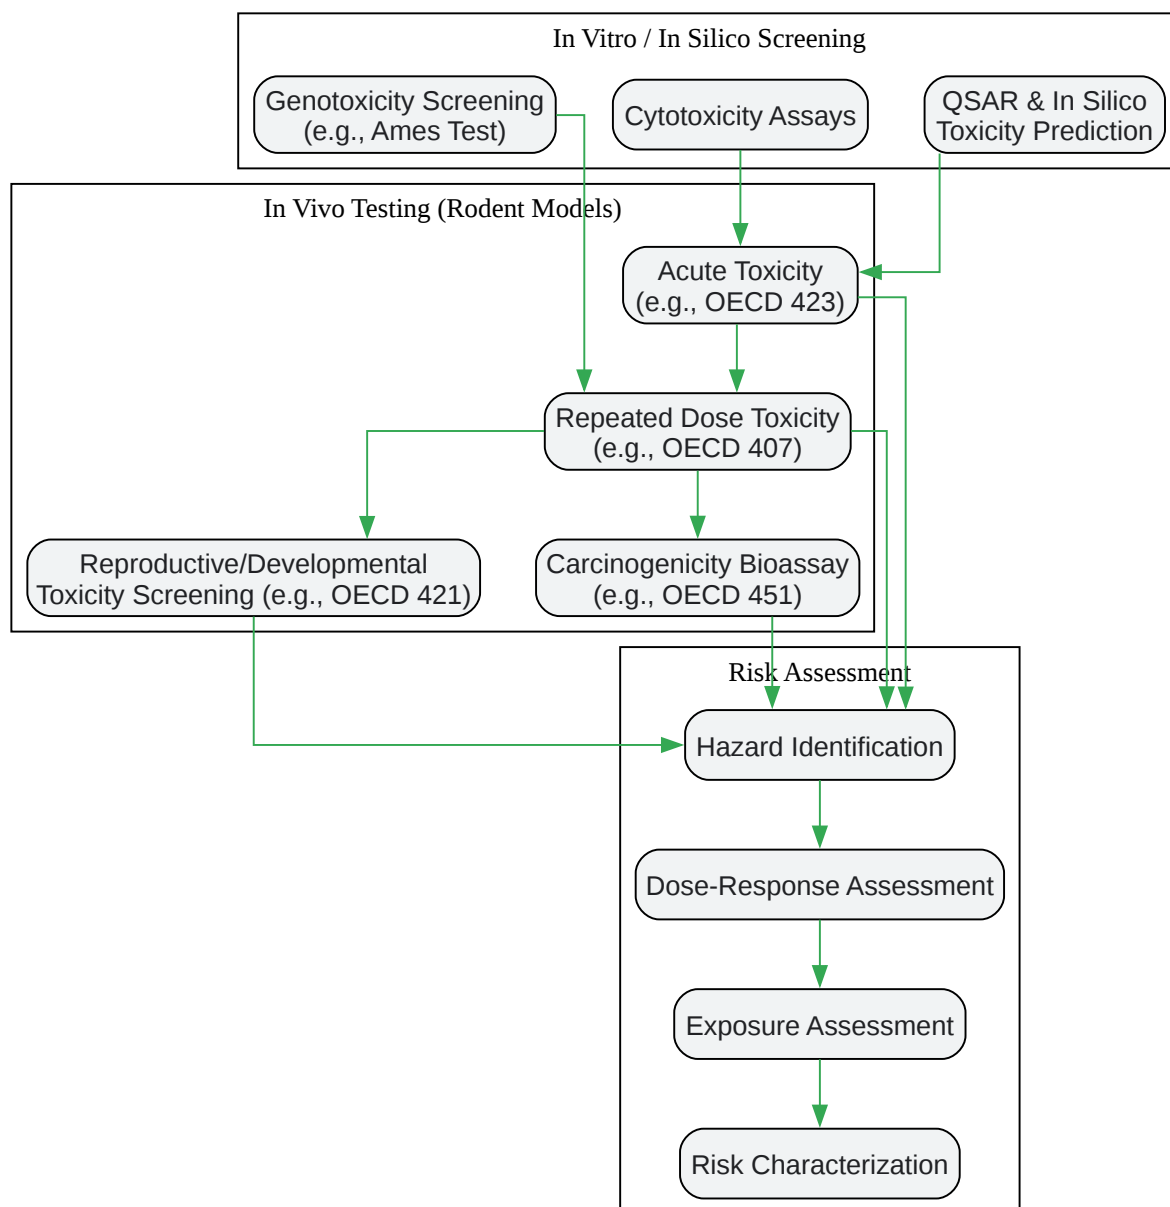 In Vitro / In Silico Screening
Genotoxicity Screening
(e.g., Ames Test)
Cytotoxicity Assays
QSAR & In Silico
Toxicity Prediction
In Vivo Testing (Rodent Models)
Acute Toxicity
(e.g., OECD 423)
Repeated Dose Toxicity
(e.g., OECD 407)
Reproductive/Developmental
Toxicity Screening (e.g., OECD 421)
Carcinogenicity Bioassay
(e.g., OECD 451)
Risk Assessment
Hazard Identification
Dose-Response Assessment
Exposure Assessment
Risk Characterization